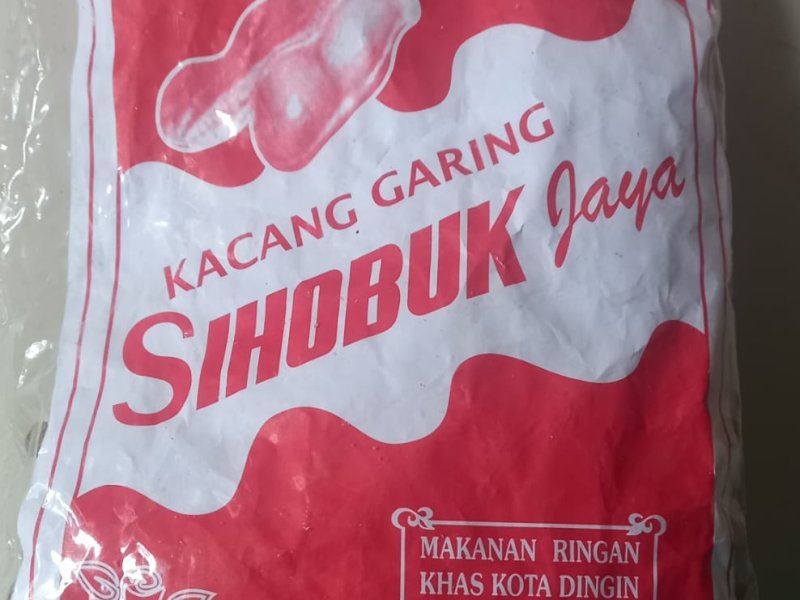 KACANG GARING
SIHOBUK Jaya
MAKANAN RINGAN
KHAS KOTA DINGIN